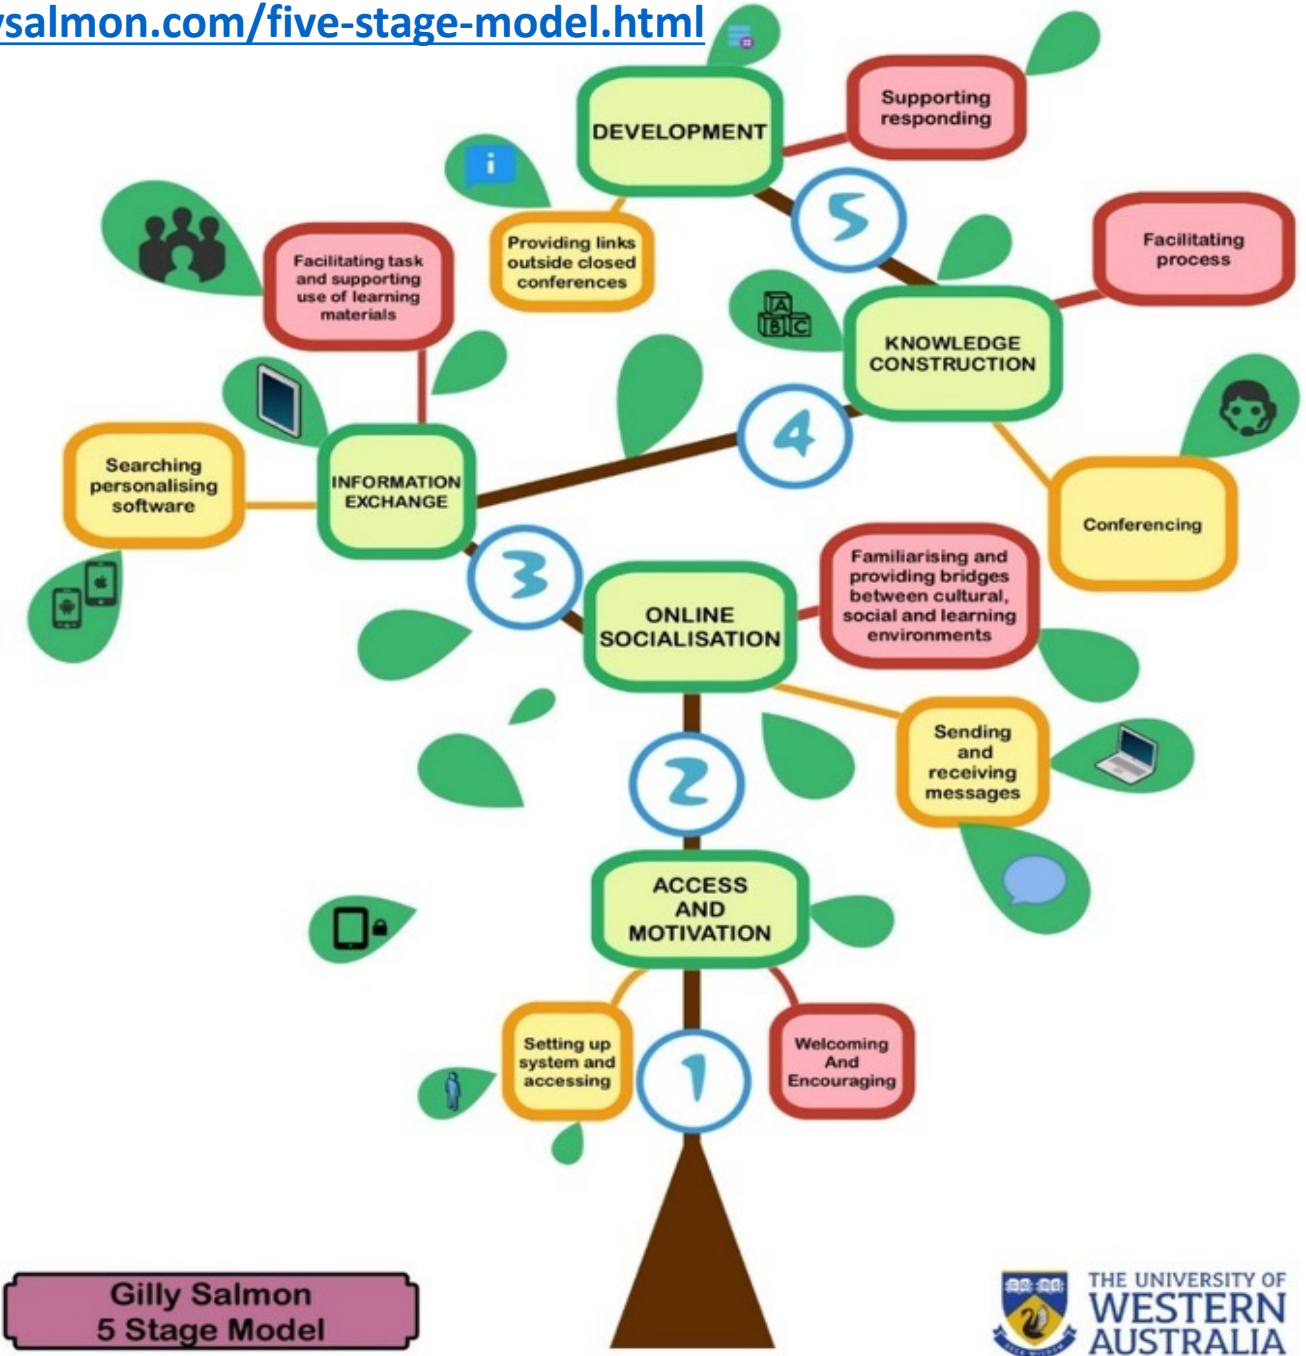 ysalmon.com/five-stage-model.html
DEVELOPMENT
Supporting
responding
i
Providing links
outside closed
conferences
5
Facilitating
process
Facilitating task
and supporting
use of learning
materials
A
B C
KNOWLEDGE
CONSTRUCTION
4
Searching
personalising
software
INFORMATION
EXCHANGE
Conferencing
3
ONLINE
SOCIALISATION
Familiarising and
providing bridges
between cultural,
social and learning
environments
Sending
and
receiving
messages
2
ACCESS
AND
MOTIVATION
Setting up
system and
accessing
1
Welcoming
And
Encouraging
Gilly Salmon
5 Stage Model
THE UNIVERSITY OF
WESTERN
AUSTRALIA